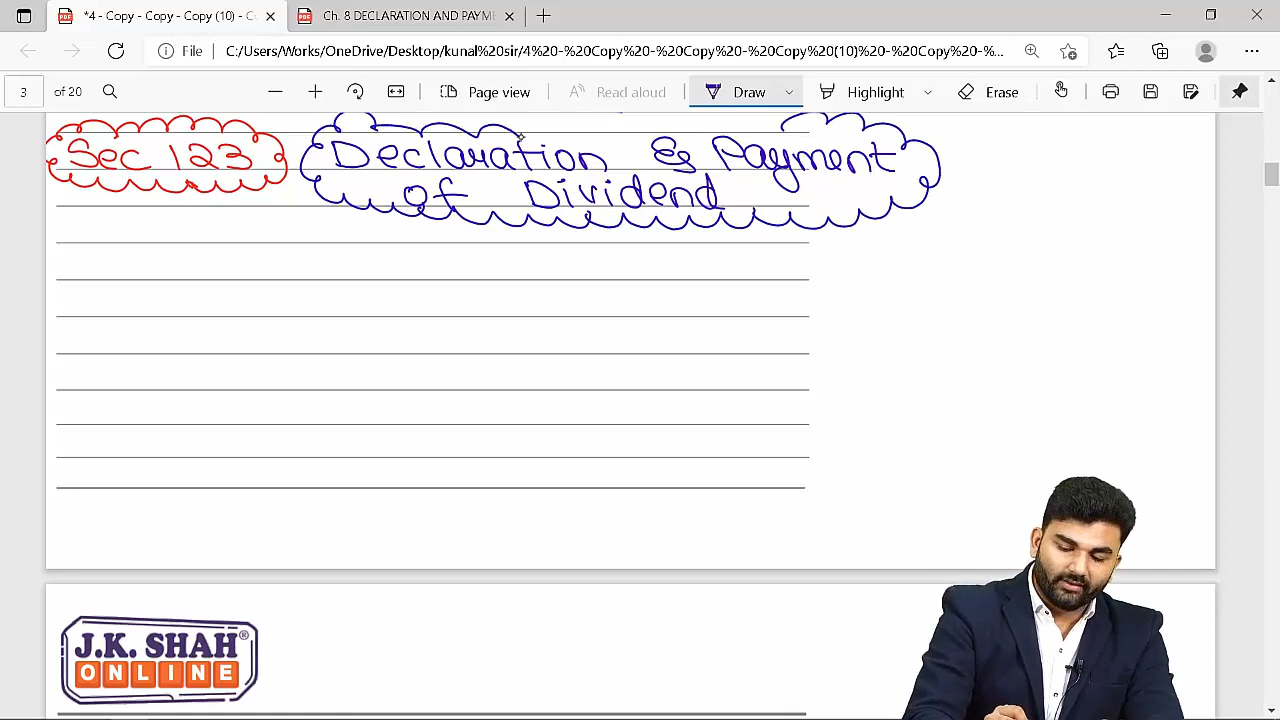 *4 - Copy - Copy - Copy (10) - Co
Ch. 8 DECLARATION AND PAYME
File
C:/Users/Works/OneDrive/Desktop/kunal%20sir/4%20-%20Copy%20-%20Copy%20-%20Copy%20(10)%20-%20Copy%20-%...
3 of 20
Page view
Read aloud
Draw
Highlight
Erase
Sec 123
Declaration & Payment
of Dividend
J.K. SHAH®
ONLINE